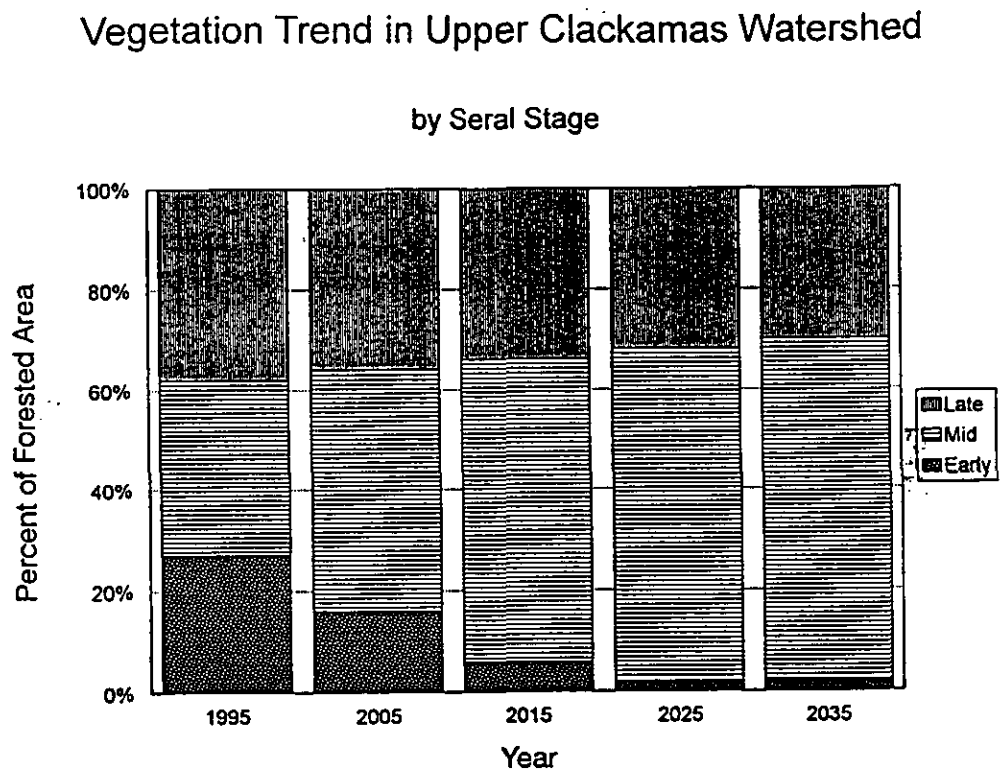 Vegetation Trend in Upper Clackamas Watershed
by Seral Stage
Percent of Forested Area
100%
80%
60%
40%
20%
0%
1995
2005
2015
2025
2035
Year
Late
Mid
Early